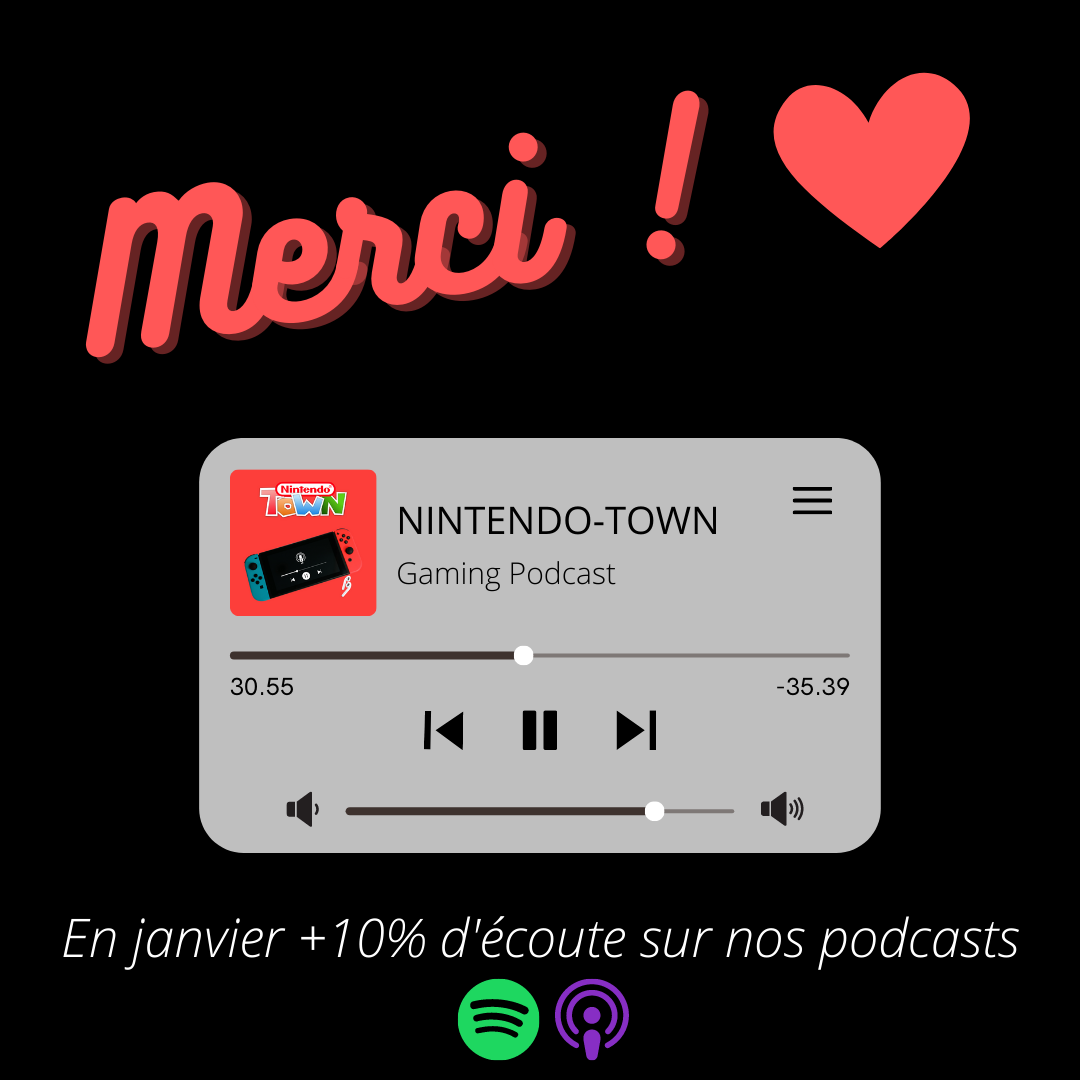 Merci !
Nintendo
TOWN
NINTENDO-TOWN
Gaming Podcast
30.55
-35.39
En janvier +10% d'écoute sur nos podcasts